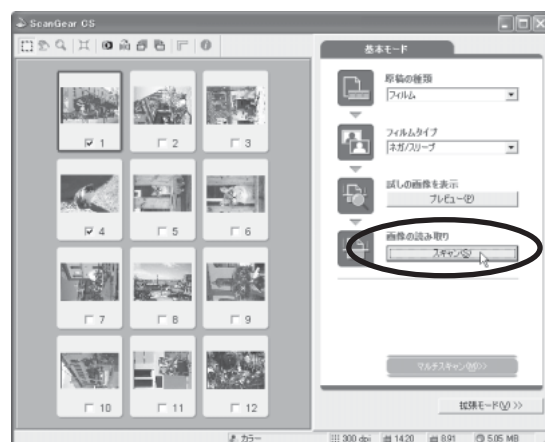 ScanGear CS
基本モード
原稿の種類
フィルム
フィルムタイプ
ネガ/スリーブ
試しの画像を表示
プレビュー(P)
画像の読み取り
スキャン(S)
マルチスキャン(M)>>
拡張モード(V) >>
1
2
3
4
5
6
7
8
9
10
11
12
カラー
300 dpi
14.20
8.91
5.05 MB